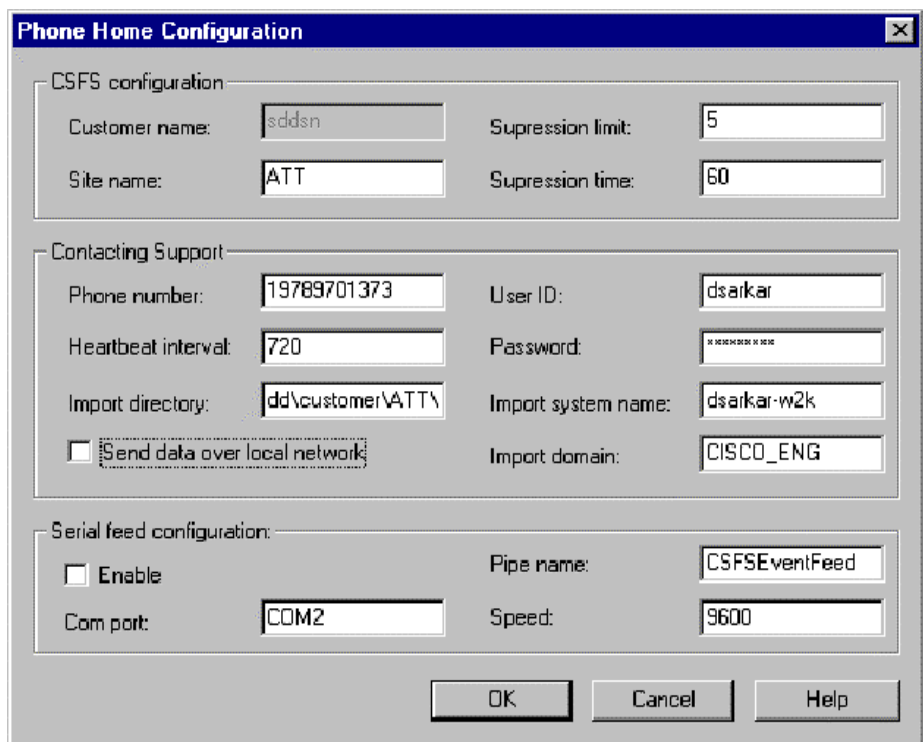 Phone Home Configuration
CSFS configuration
Customer name: sddsn
Supression limit: 5
Site name: ATT
Supression time: 60
Contacting Support
Phone number: 19789701373
User ID: dsarkar
Heartbeat interval: 720
Password: *********
Import directory: dd\customer\ATT\
Import system name: dsarkar-w2k
Send data over local network
Import domain: CISCO_ENG
Serial feed configuration:
Enable
Pipe name: CSFSEventFeed
Com port: COM2
Speed: 9600
OK Cancel Help